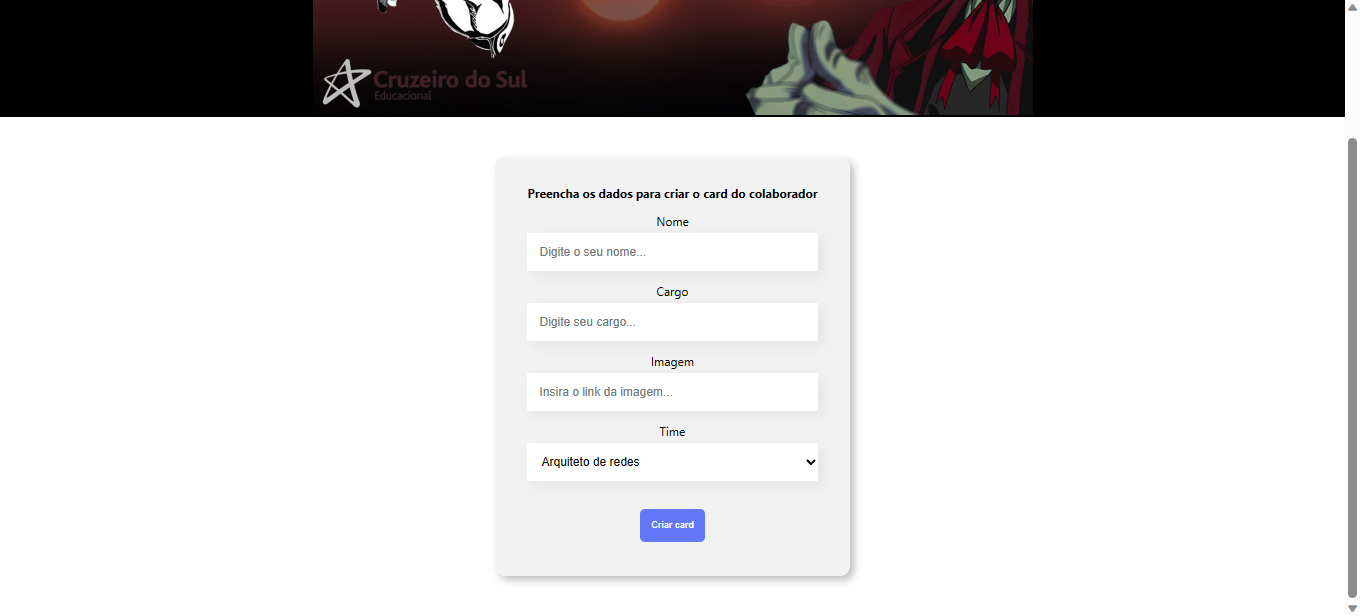 Cruzeiro do Sul
Educacional
Preencha os dados para criar o card do colaborador
Nome
Digite o seu nome...
Cargo
Digite seu cargo...
Imagem
Insira o link da imagem...
Time
Arquiteto de redes
Criar card